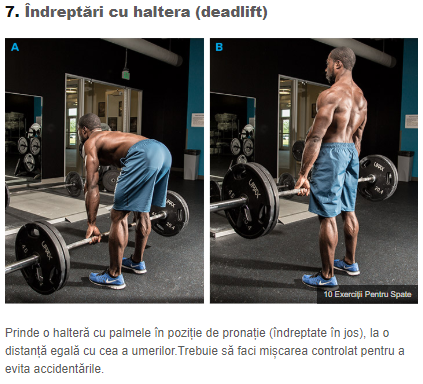 7. Îndreptări cu haltera (deadlift)
A
B
10 Exerciții Pentru Spate
Prinde o halteră cu palmele în poziție de pronație (îndreptate în jos), la o
distanță egală cu cea a umerilor.Trebuie să faci mișcarea controlat pentru a
evita accidentările.